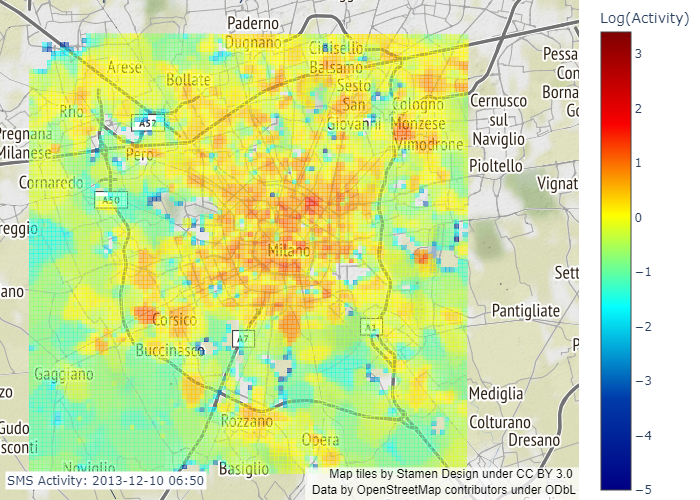 Log(Activity)
3
2
1
0
−1
−2
−3
−4
−5
Paderno
Dugnano
Cinisello
Balsamo
Arese
Bollate
Sesto
San
Giovanni
Cologno
Monzese
Vimodrone
Cernusco
sul
Naviglio
Pioltello
Rho
A57
Pero
Pregnana
Milanese
Cornaredo
A50
Vignat
reggio
Milano
Sett
ano
Pantigliate
Corsico
A7
A1
Buccinasco
Gaggiano
Mediglia
Colturano
Dresano
Rozzano
Opera
Gudo
sconti
Noviglio
Basiglio
Pessa
Con
Borna
Go
zo
P
SMS Activity: 2013-12-10 06:50
Map tiles by Stamen Design under CC BY 3.0
Data by OpenStreetMap contributors under ODbL